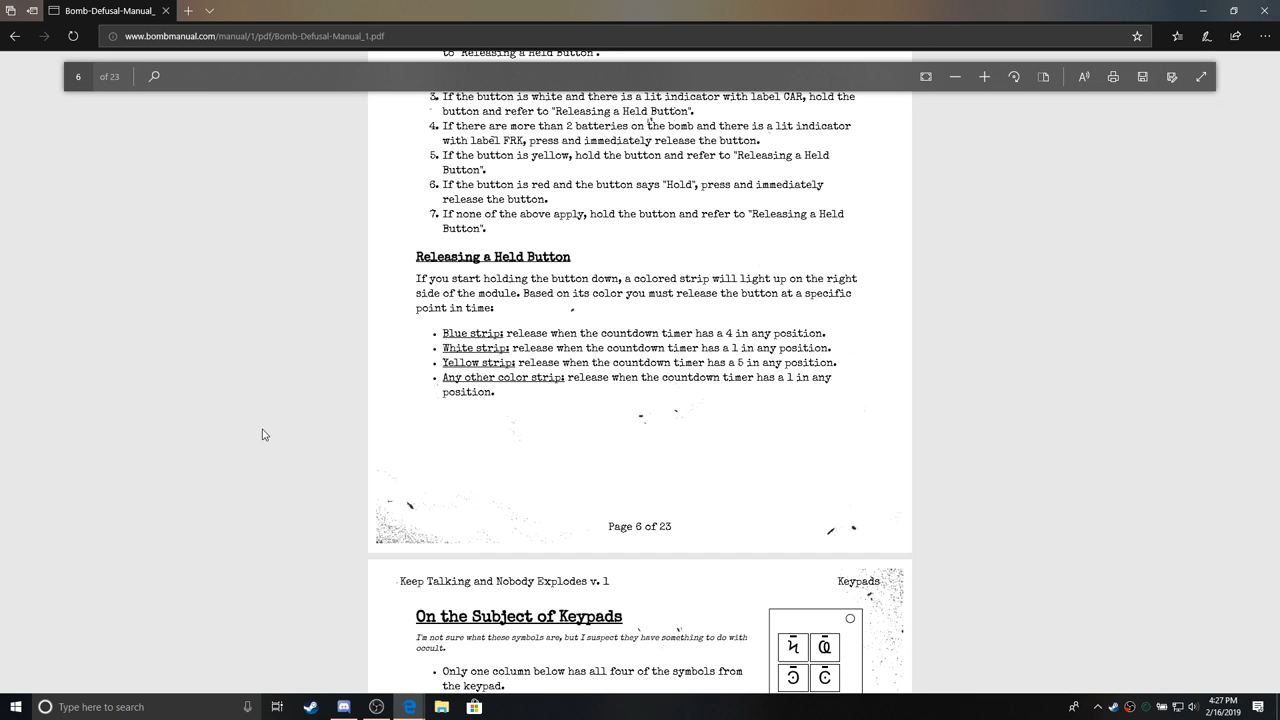 Bomb-Defusal-Manual_
www.bombmanual.com/manual/1/pdf/Bomb-Defusal-Manual_1.pdf
to "Releasing a Held Button".
6 of 23
3. If the button is white and there is a lit indicator with label CAR, hold the
button and refer to "Releasing a Held Button".
4. If there are more than 2 batteries on the bomb and there is a lit indicator
with label FRK, press and immediately release the button.
5. If the button is yellow, hold the button and refer to "Releasing a Held
Button".
6. If the button is red and the button says "Hold", press and immediately
release the button.
7. If none of the above apply, hold the button and refer to "Releasing a Held
Button".
Releasing a Held Button
If you start holding the button down, a colored strip will light up on the right
side of the module. Based on its color you must release the button at a specific
point in time:
• Blue strip: release when the countdown timer has a 4 in any position.
• White strip: release when the countdown timer has a 1 in any position.
• Yellow strip: release when the countdown timer has a 5 in any position.
• Any other color strip: release when the countdown timer has a 1 in any
position.
Page 6 of 23
Keep Talking and Nobody Explodes v. 1
Keypads
On the Subject of Keypads
I'm not sure what these symbols are, but I suspect they have something to do with
occult.
• Only one column below has all four of the symbols from
the keypad.
Type here to search
4:27 PM
2/16/2019